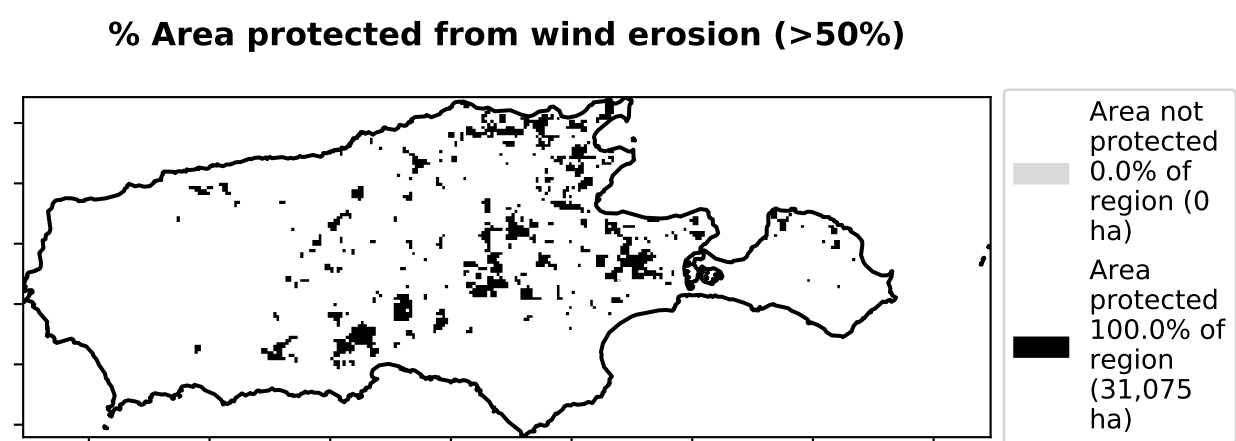 % Area protected from wind erosion (>50%)
Area not
protected
0.0% of
region (0
ha)
Area
protected
100.0% of
region
(31,075
ha)